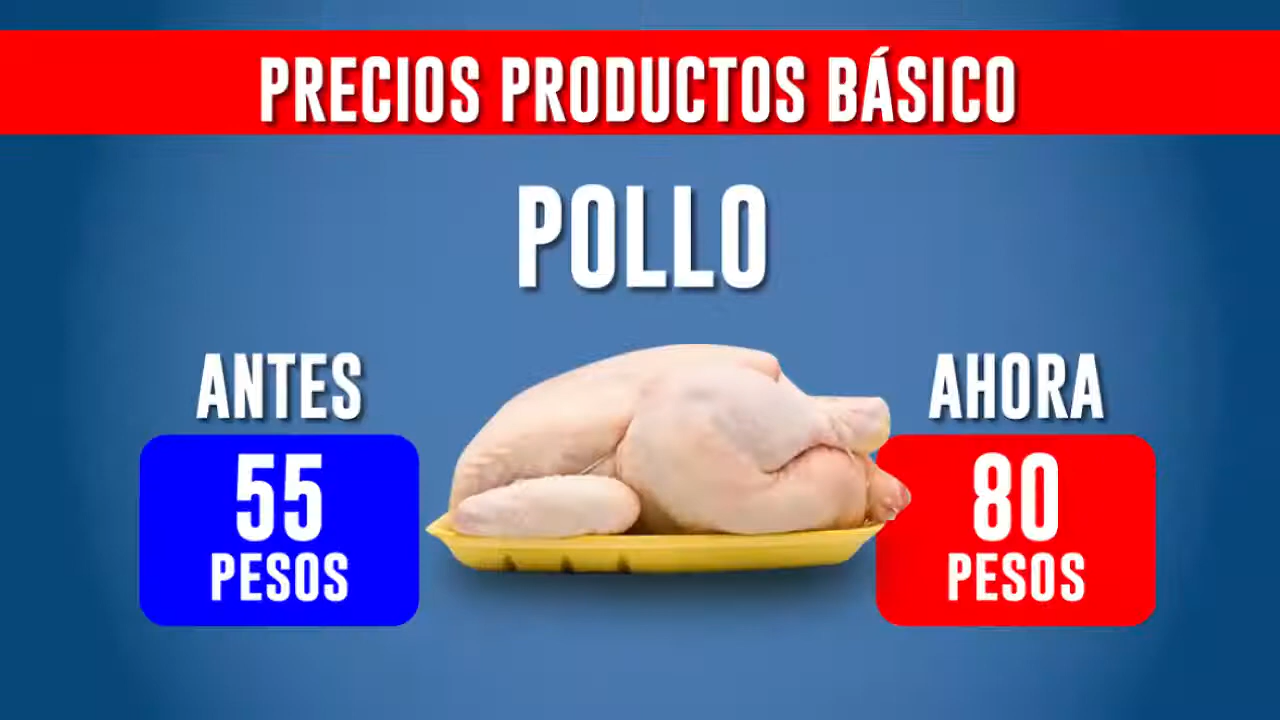 PRECIOS PRODUCTOS BÁSICO
POLLO
ANTES
55
PESOS
AHORA
80
PESOS